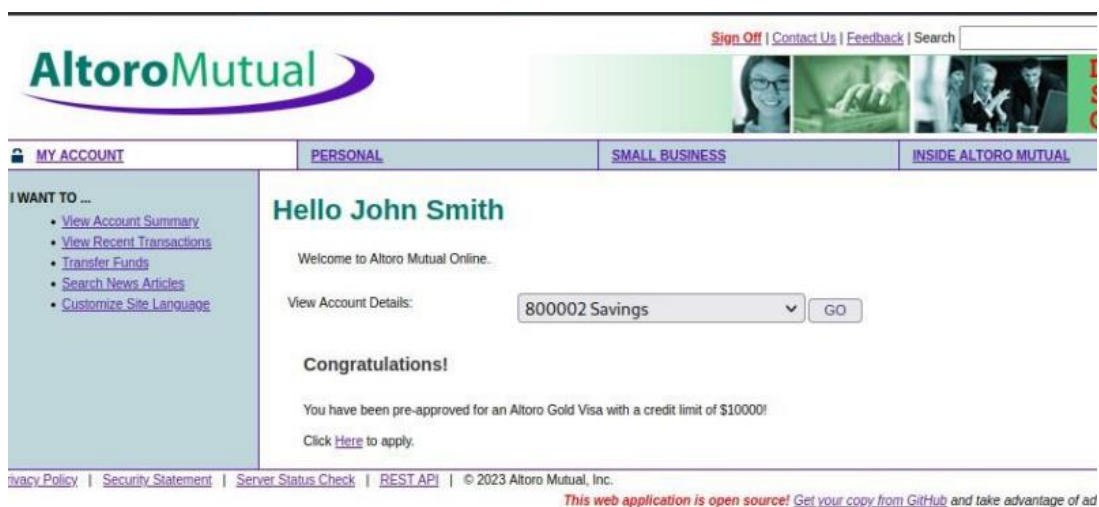 Sign Off | Contact Us | Feedback | Search
AltoroMutual
MY ACCOUNT
PERSONAL
SMALL BUSINESS
INSIDE ALTORO MUTUAL
I WANT TO ...
• View Account Summary
• View Recent Transactions
• Transfer Funds
• Search News Articles
• Customize Site Language
Hello John Smith
Welcome to Altoro Mutual Online.
View Account Details:
800002 Savings
GO
Congratulations!
You have been pre-approved for an Altoro Gold Visa with a credit limit of $10000!
Click Here to apply.
rivacy Policy | Security Statement | Server Status Check | REST API | © 2023 Altoro Mutual, Inc.
This web application is open source! Get your copy from GitHub and take advantage of ad